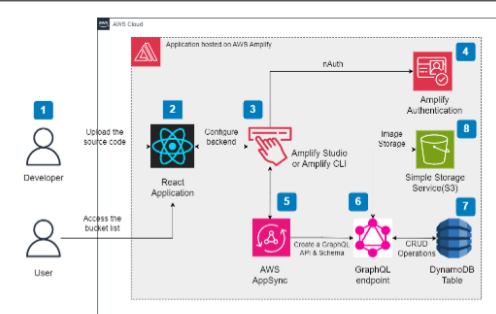 aws AWS Cloud
Application hosted on AWS Amplify
nAuth
4
Amplify
Authentication
1
2
3
8
Upload the
source code
Configure
backend
Image
Storage
Developer
React
Application
Amplify Studio
or Amplify CLI
Simple Storage
Service(S3)
5
6
7
Access the
bucket list
Create a GraphQL
API & Schema
CRUD
Operations
User
AWS
AppSync
GraphQL
endpoint
DynamoDB
Table